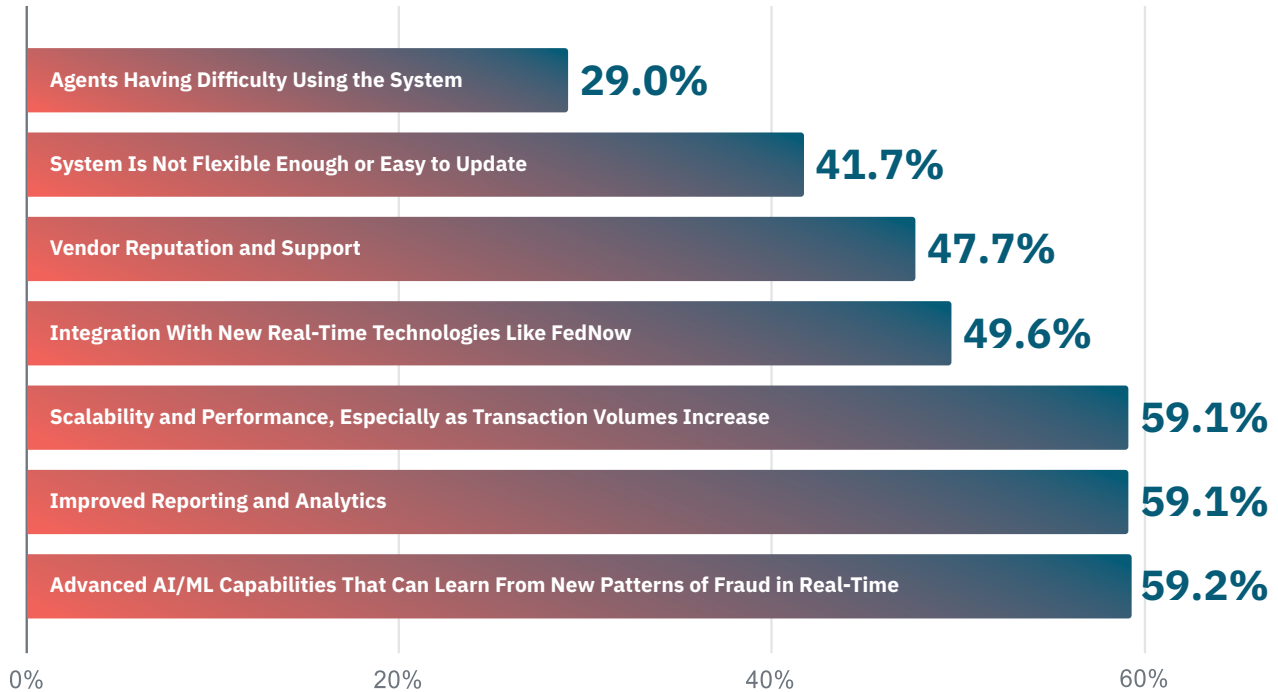 Agents Having Difficulty Using the System 29.0%
System Is Not Flexible Enough or Easy to Update 41.7%
Vendor Reputation and Support 47.7%
Integration With New Real-Time Technologies Like FedNow 49.6%
Scalability and Performance, Especially as Transaction Volumes Increase 59.1%
Improved Reporting and Analytics 59.1%
Advanced AI/ML Capabilities That Can Learn From New Patterns of Fraud in Real-Time 59.2%
0% 20% 40% 60%